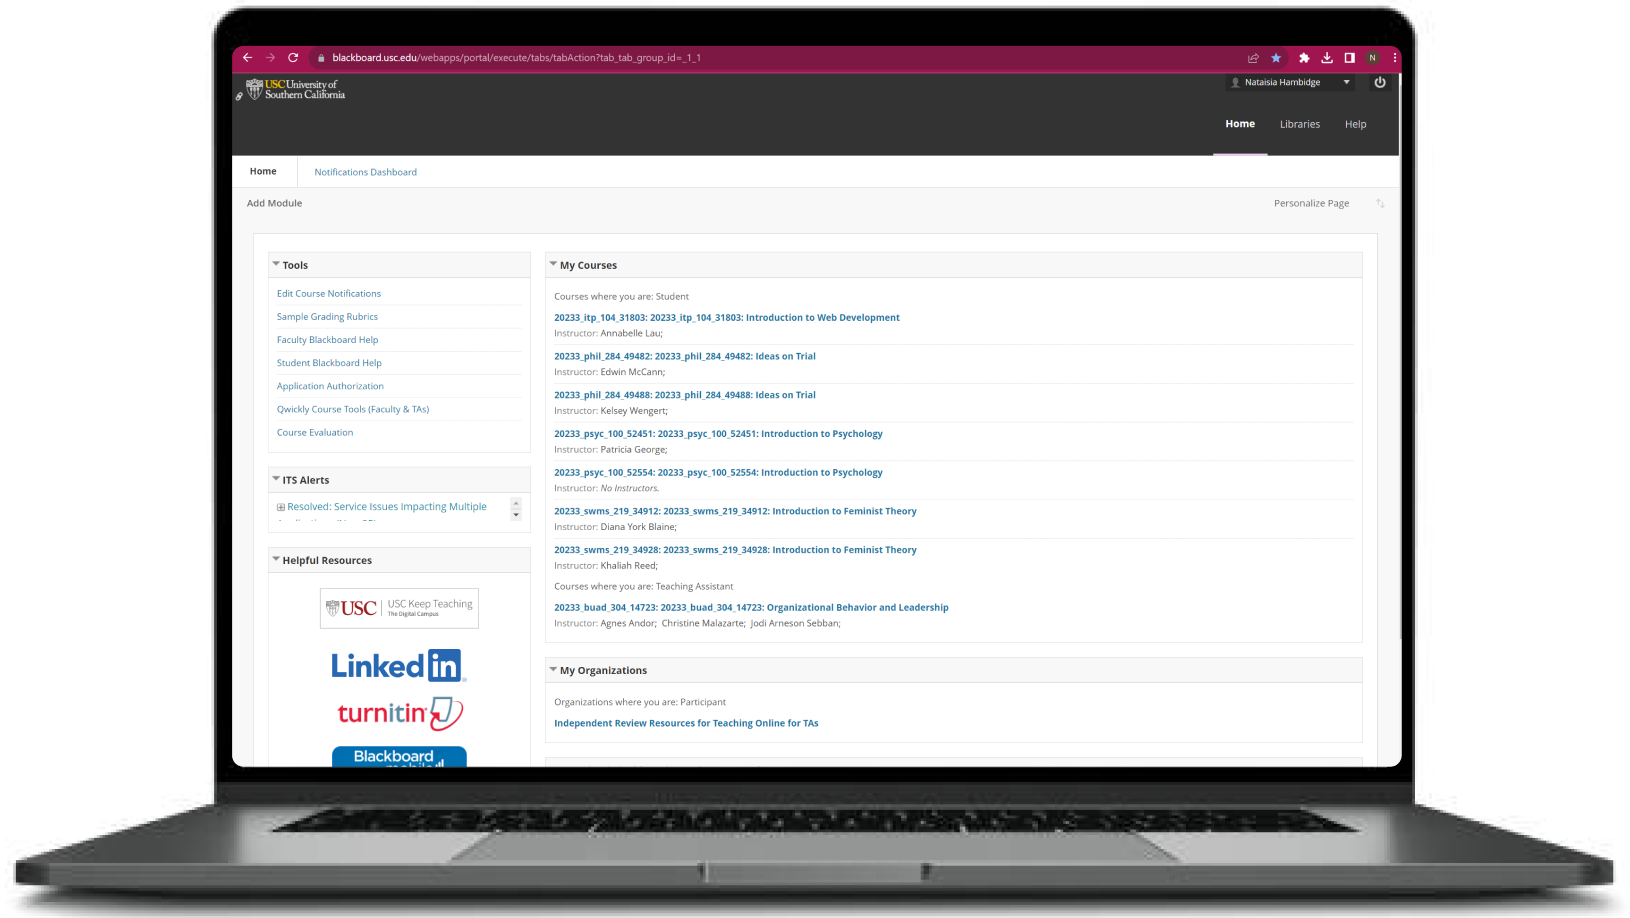 blackboard.usc.edu/webapps/portal/execute/tabs/tabAction?tab_tab_group_id=_1_1
N
USC University of
Southern California
Nataisia Hambidge
Home Libraries Help
Home Notifications Dashboard
Add Module
Personalize Page
Tools
Edit Course Notifications
Sample Grading Rubrics
Faculty Blackboard Help
Student Blackboard Help
Application Authorization
Qwickly Course Tools (Faculty & TAs)
Course Evaluation
ITS Alerts
Resolved: Service Issues Impacting Multiple
Helpful Resources
USC USC Keep Teaching
The Digital Campus
Linked in
turnitin
Blackboard
My Courses
Courses where you are: Student
20233_itp_104_31803: 20233_itp_104_31803: Introduction to Web Development
Instructor: Annabelle Lau;
20233_phil_284_49482: 20233_phil_284_49482: Ideas on Trial
Instructor: Edwin McCann;
20233_phil_284_49488: 20233_phil_284_49488: Ideas on Trial
Instructor: Kelsey Wengert;
20233_psyc_100_52451: 20233_psyc_100_52451: Introduction to Psychology
Instructor: Patricia George;
20233_psyc_100_52554: 20233_psyc_100_52554: Introduction to Psychology
Instructor: No Instructors.
20233_swms_219_34912: 20233_swms_219_34912: Introduction to Feminist Theory
Instructor: Diana York Blaine;
20233_swms_219_34928: 20233_swms_219_34928: Introduction to Feminist Theory
Instructor: Khaliah Reed;
Courses where you are: Teaching Assistant
20233_buad_304_14723: 20233_buad_304_14723: Organizational Behavior and Leadership
Instructor: Agnes Andor; Christine Malazarte; Jodi Arneson Sebban;
My Organizations
Organizations where you are: Participant
Independent Review Resources for Teaching Online for TAs